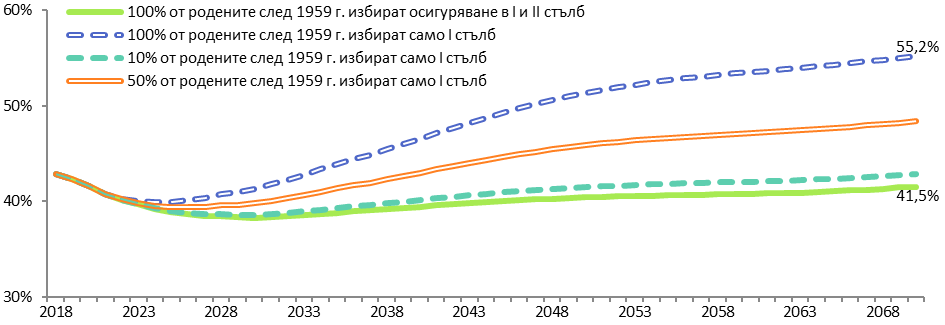 60%
100% от родените след 1959 г. избират осигуряване в I и II стълб
100% от родените след 1959 г. избират само I стълб
10% от родените след 1959 г. избират само I стълб
50% от родените след 1959 г. избират само I стълб
55,2%
50%
40%
41,5%
30%
2018 2023 2028 2033 2038 2043 2048 2053 2058 2063 2068